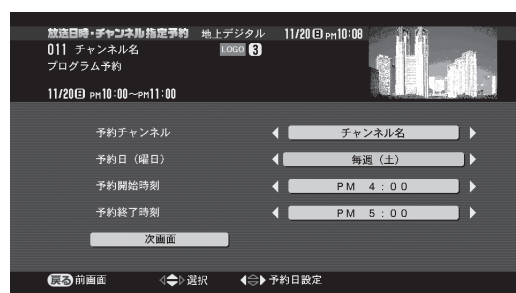 放送日時・チャンネル指定予約 地上デジタル 11/20日 PM10:08
011 チャンネル名 LOGO 3
プログラム予約
11/20日 PM10:00～PM11:00
予約チャンネル チャンネル名
予約日（曜日） 毎週（土）
予約開始時刻 PM 4：00
予約終了時刻 PM 5：00
次画面
戻る 前画面 選択 予約日設定